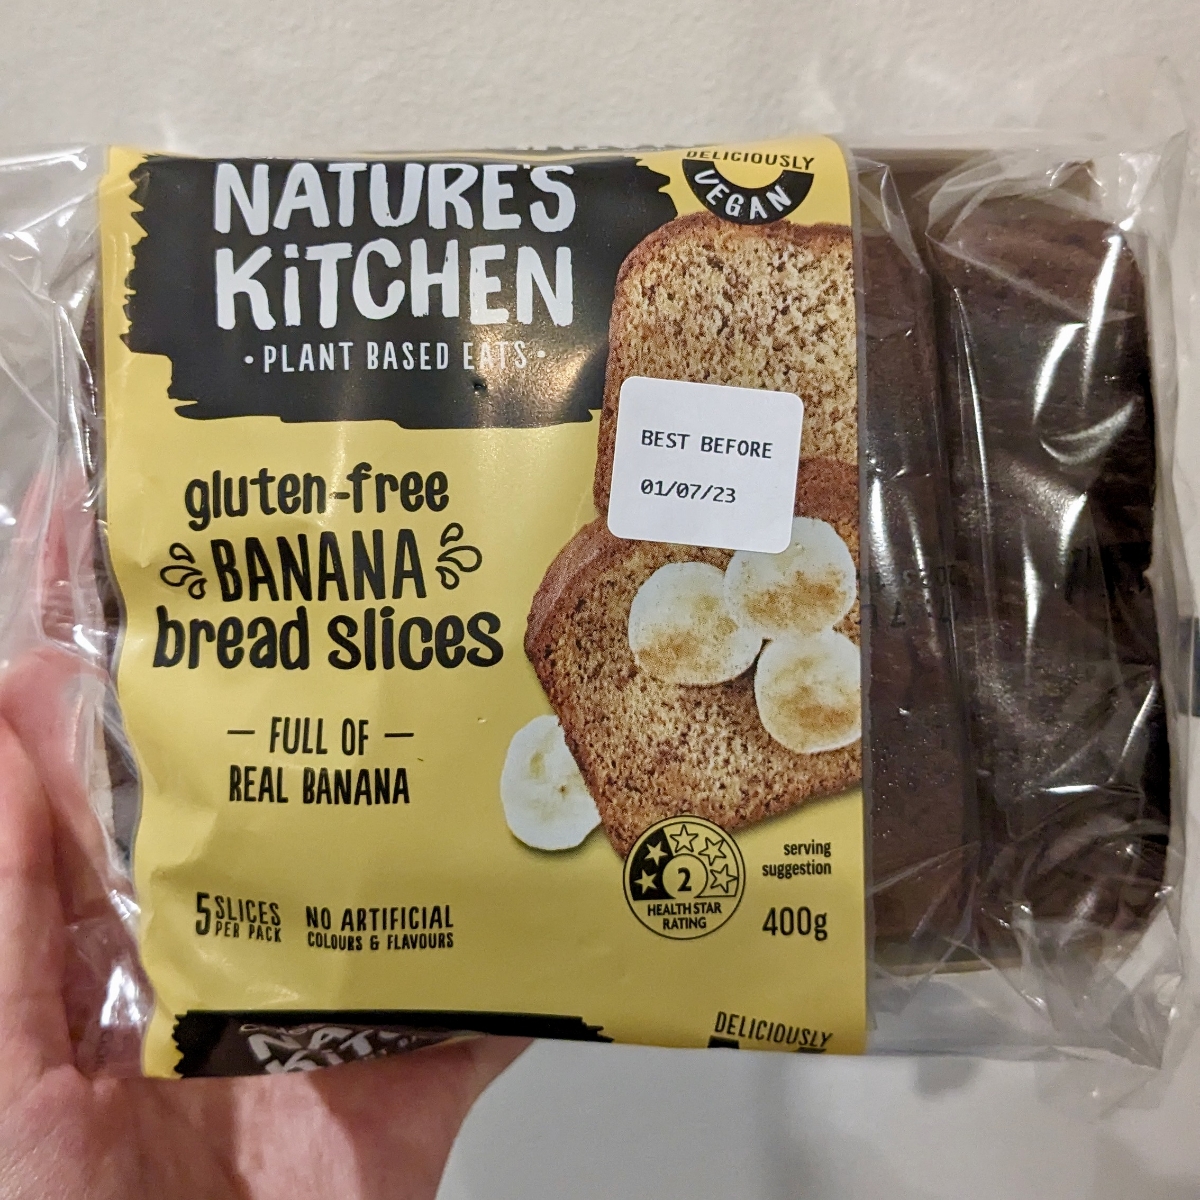 DELICIOUSLY
VEGAN
NATURE'S
KiTCHEN
• PLANT BASED EATS •
BEST BEFORE
01/07/23
gluten-free
BANANA
bread slices
— FULL OF —
REAL BANANA
5 SLICES
PER PACK
NO ARTIFICIAL
COLOURS & FLAVOURS
2
HEALTH STAR
RATING
serving
suggestion
400g
DELICIOUSLY